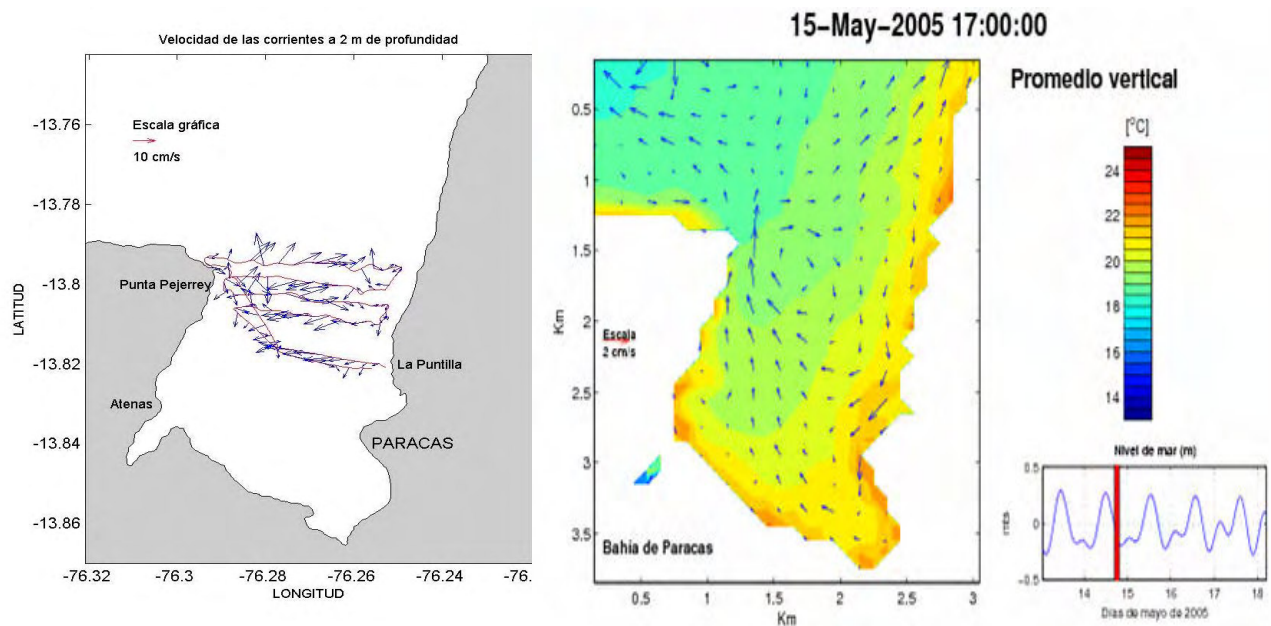 Velocidad de las corrientes a 2 m de profundidad
-13.76
-13.78
-13.8
-13.82
-13.84
-13.86
LATITUD
Escala gráfica
10 cm/s
Punta Pejerrey
La Puntilla
Atenas
PARACAS
-76.32
-76.3
-76.28
-76.26
-76.24
-76.
LONGITUD
15-May-2005 17:00:00
0.5
1
1.5
2
2.5
3
3.5
Km
Escala
2 cm/s
Bahia de Paracas
0.5
1
1.5
2
2.5
3
Km
Promedio vertical
[°C]
24
22
20
18
16
14
Nivel de mar (m)
0.5
0
-0.5
14
15
16
17
18
Dias de mayo de 2005